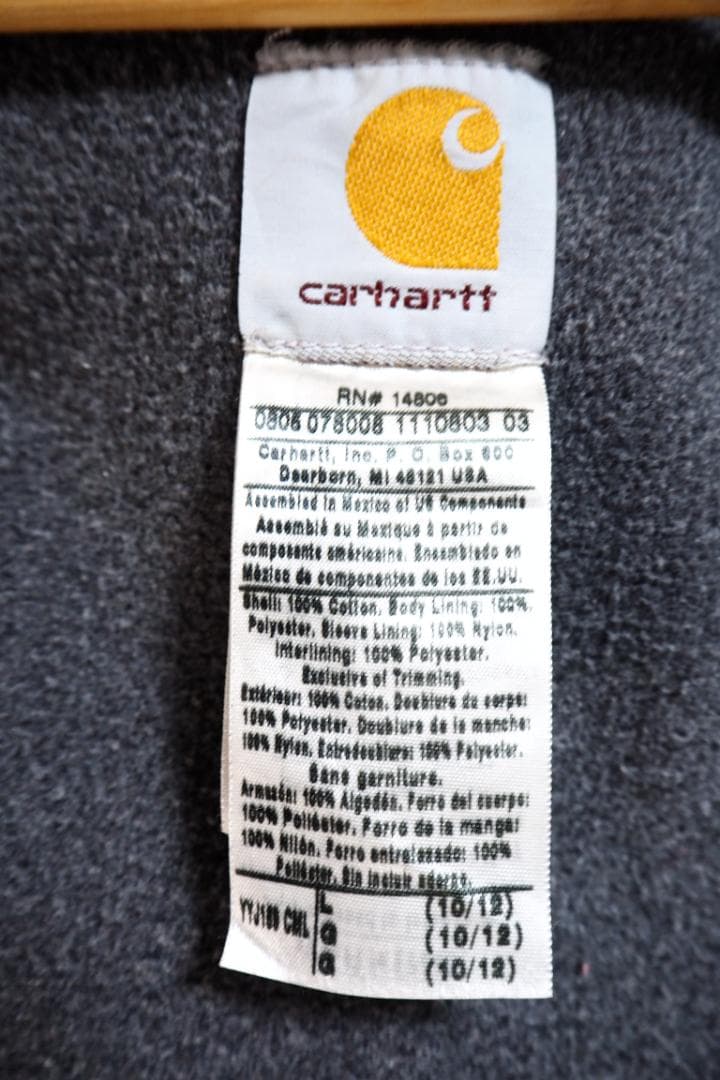 carhartt
RN# 14806
0806 078008 1110803 03
Carhartt, Inc. P. O. Box 600
Dearborn, MI 48121 USA
Assembled in Mexico of US Components
Assemblé au Mexique à partir de
composants américains. Ensamblado en
México de componentes de los EE.UU.
Shell: 100% Cotton. Body Lining: 100%
Polyester. Sleeve Lining: 100% Nylon.
Interlining: 100% Polyester.
Exclusive of Trimming.
Extérieur: 100% Coton. Doublure du corps:
100% Polyester. Doublure de la manche:
100% Nylon. Entredoublure: 100% Polyester.
Sans garniture.
Armazón: 100% Algodón. Forro del cuerpo:
100% Poliéster. Forro de la manga:
100% Nilón. Forro entrelazado: 100%
Poliéster. Sin incluir adorno.
CML L (10/12)
G (10/12)
G (10/12)